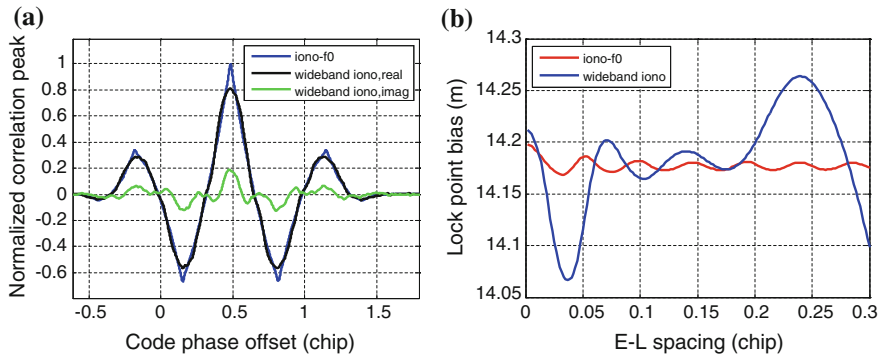 (a)
Normalized correlation peak
1
0.8
0.6
0.4
0.2
0
-0.2
-0.4
-0.6
-0.5
0
0.5
1
1.5
Code phase offset (chip)
iono-f0
wideband iono,real
wideband iono,imag
(b)
Lock point bias (m)
14.3
14.25
14.2
14.15
14.1
14.05
0
0.05
0.1
0.15
0.2
0.25
0.3
E-L spacing (chip)
iono-f0
wideband iono